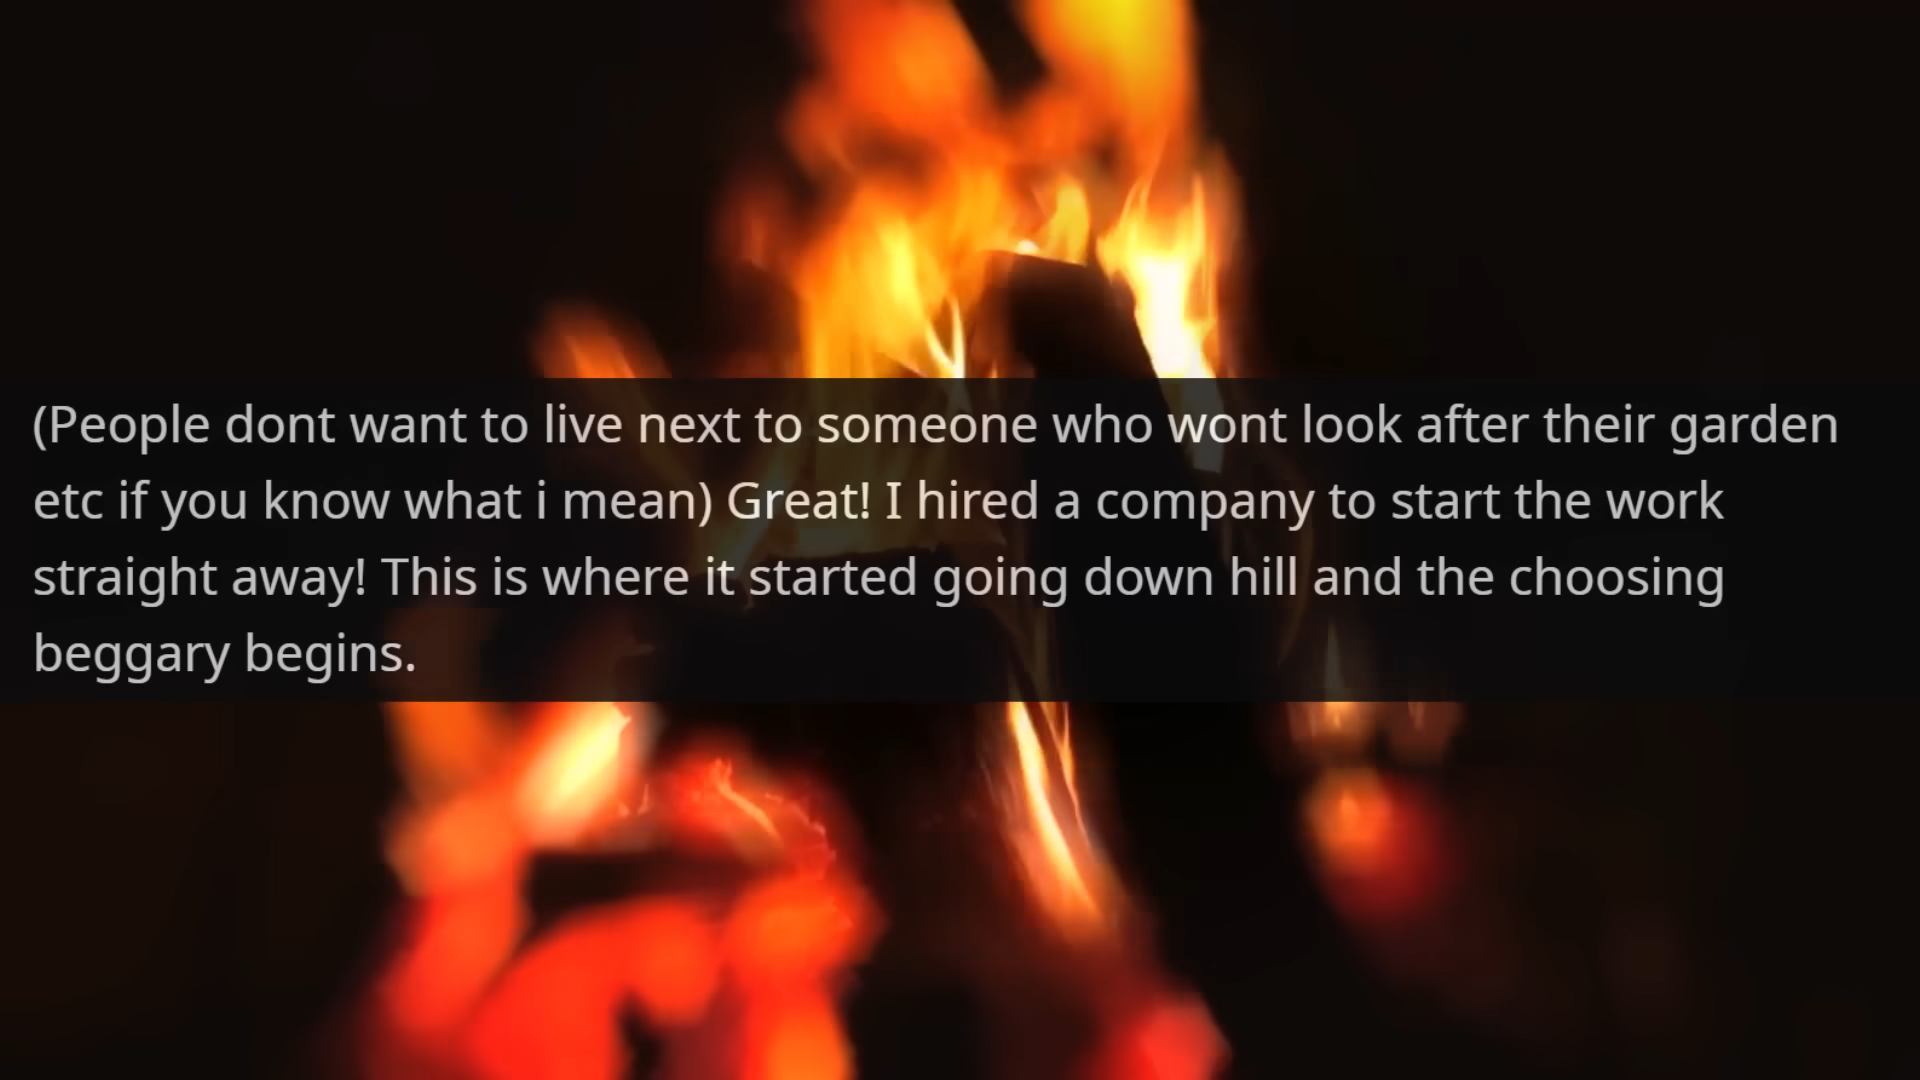 (People dont want to live next to someone who wont look after their garden
etc if you know what i mean) Great! I hired a company to start the work
straight away! This is where it started going down hill and the choosing
beggary begins.